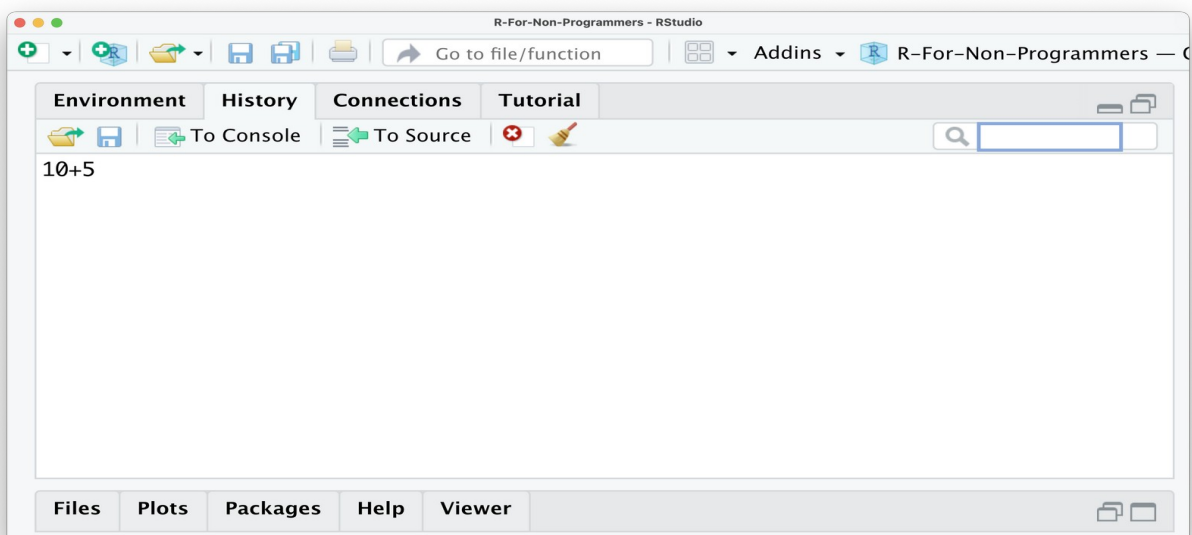 R-For-Non-Programmers - RStudio
Go to file/function Addins R R-For-Non-Programmers —
Environment History Connections Tutorial
To Console To Source
10+5
Files Plots Packages Help Viewer